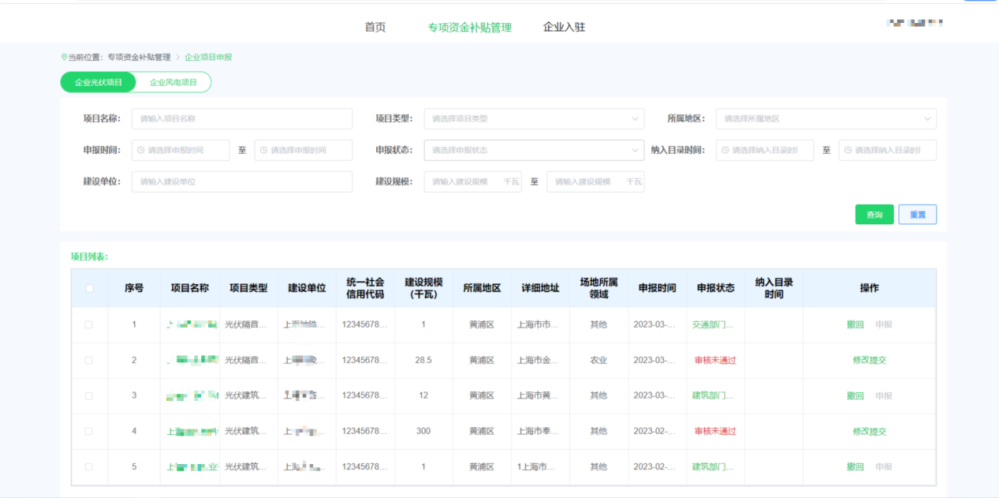 首页 专项资金补贴管理 企业入驻
当前位置: 专项资金补贴管理 > 企业项目申报
企业光伏项目 企业风电项目
项目名称: 请输入项目名称 项目类型: 请选择项目类型 所属地区: 请选择所属地区
申报时间: 请选择申报时间 至 请选择申报时间 申报状态: 请选择申报状态 纳入目录时间: 请选择纳入目录时 至 请选择纳入目录时
建设单位: 请输入建设单位 建设规模: 请输入建设规模 千瓦 至 请输入建设规模 千瓦
查询 重置
项目列表:
序号 项目名称 项目类型 建设单位 统一社会信用代码 建设规模（千瓦） 所属地区 详细地址 场地所属领域 申报时间 申报状态 纳入目录时间 操作
1 光伏隔音... 12345678... 1 黄浦区 上海市市... 其他 2023-03-... 交通部门... 撤回 申报
2 光伏隔音... 12345678... 28.5 黄浦区 上海市金... 农业 2023-03-... 审核未通过 修改提交
3 光伏建筑... 12345678... 12 黄浦区 上海市黄... 其他 2023-03-... 建筑部门... 撤回 申报
4 光伏建筑... 12345678... 300 黄浦区 上海市奉... 其他 2023-02-... 审核未通过 修改提交
5 光伏建筑... 上海 12345678... 1 黄浦区 1上海市... 其他 2023-02-... 建筑部门... 撤回 申报